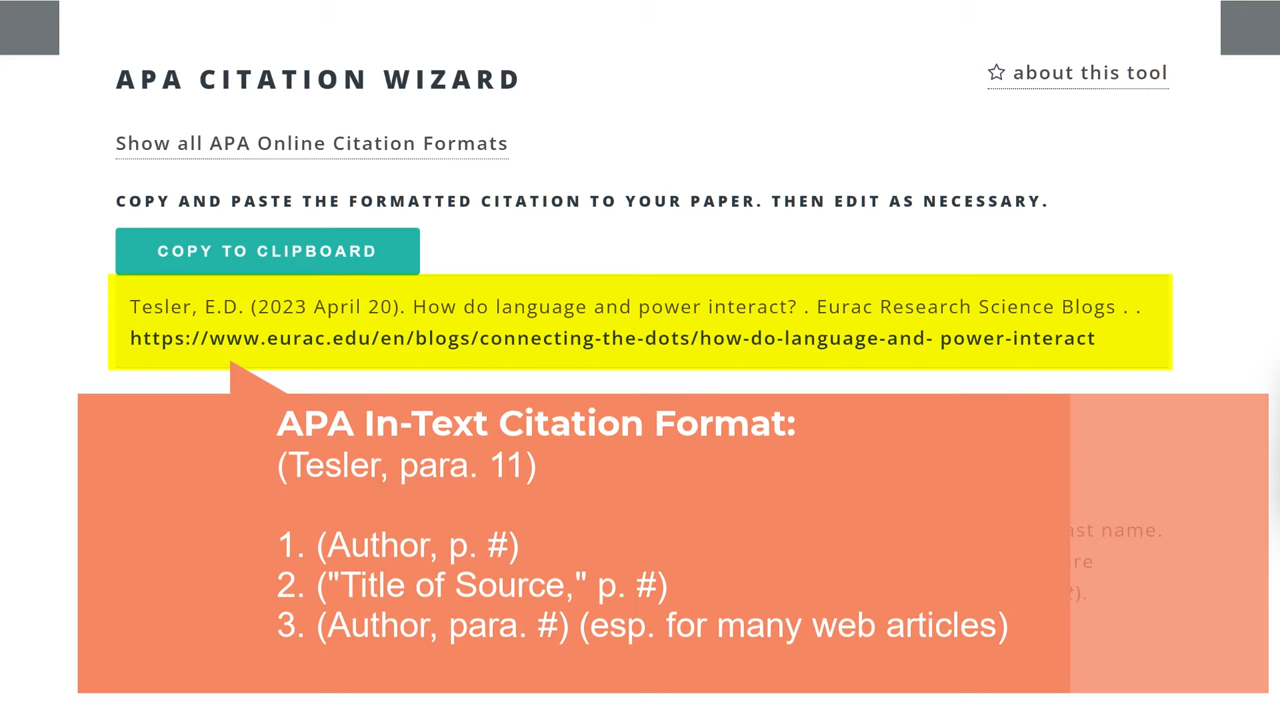 APA CITATION WIZARD
☆ about this tool
Show all APA Online Citation Formats
COPY AND PASTE THE FORMATTED CITATION TO YOUR PAPER. THEN EDIT AS NECESSARY.
COPY TO CLIPBOARD
Tesler, E.D. (2023 April 20). How do language and power interact? . Eurac Research Science Blogs . .
https://www.eurac.edu/en/blogs/connecting-the-dots/how-do-language-and- power-interact
APA In-Text Citation Format:
(Tesler, para. 11)
1. (Author, p. #)
2. ("Title of Source," p. #)
3. (Author, para. #) (esp. for many web articles)
name.